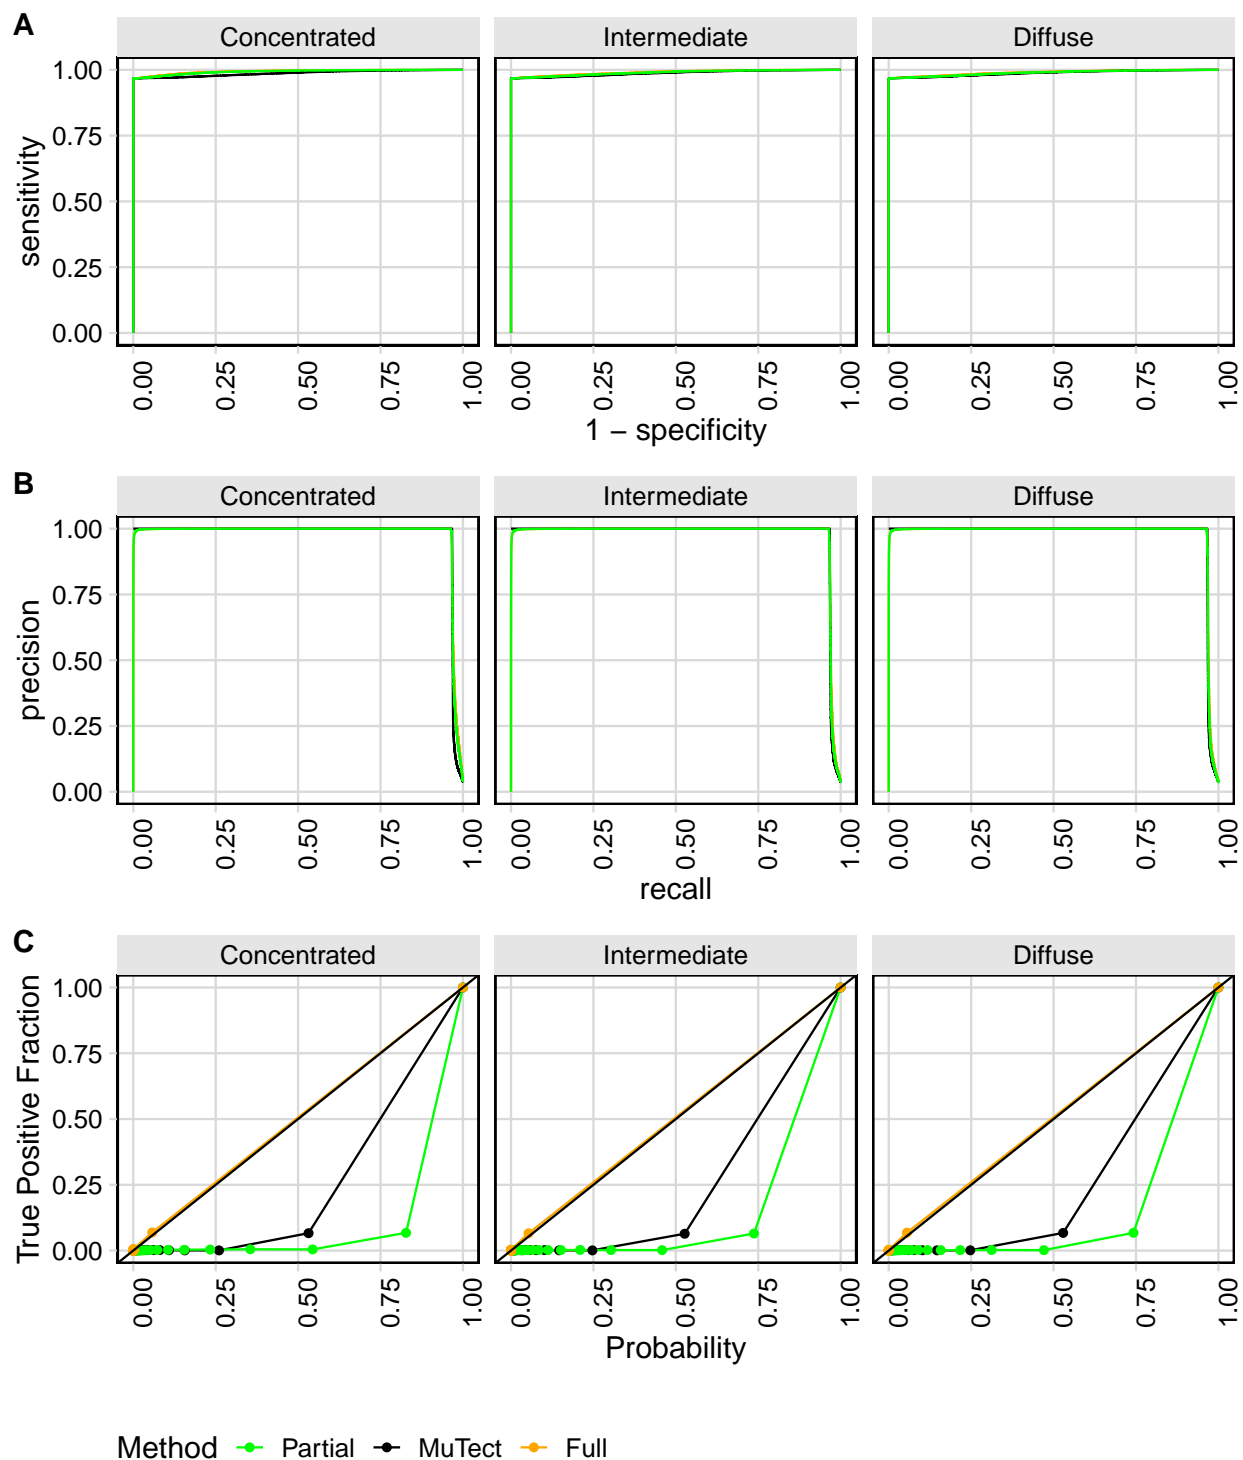 A
Concentrated Intermediate Diffuse
1.00
0.75
0.50
0.25
0.00
sensitivity
0.00 0.25 0.50 0.75 1.00 0.00 0.25 0.50 0.75 1.00 0.00 0.25 0.50 0.75 1.00
1 − specificity
B
Concentrated Intermediate Diffuse
1.00
0.75
0.50
0.25
0.00
precision
0.00 0.25 0.50 0.75 1.00 0.00 0.25 0.50 0.75 1.00 0.00 0.25 0.50 0.75 1.00
recall
C
Concentrated Intermediate Diffuse
1.00
0.75
0.50
0.25
0.00
True Positive Fraction
0.00 0.25 0.50 0.75 1.00 0.00 0.25 0.50 0.75 1.00 0.00 0.25 0.50 0.75 1.00
Probability
Method Partial MuTect Full